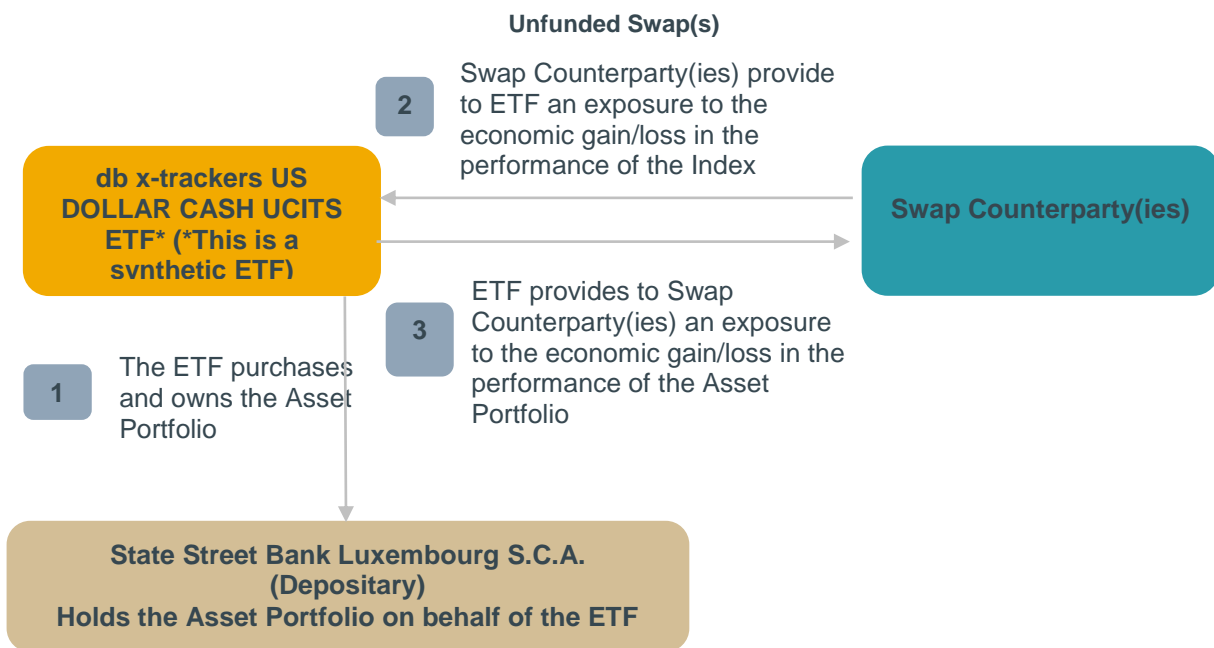 Unfunded Swap(s)
2
Swap Counterparty(ies) provide
to ETF an exposure to the
economic gain/loss in the
performance of the Index
db x-trackers US
DOLLAR CASH UCITS
ETF* (*This is a
synthetic ETF)
Swap Counterparty(ies)
3
ETF provides to Swap
Counterparty(ies) an exposure
to the economic gain/loss in the
performance of the Asset
Portfolio
1
The ETF purchases
and owns the Asset
Portfolio
State Street Bank Luxembourg S.C.A.
(Depositary)
Holds the Asset Portfolio on behalf of the ETF